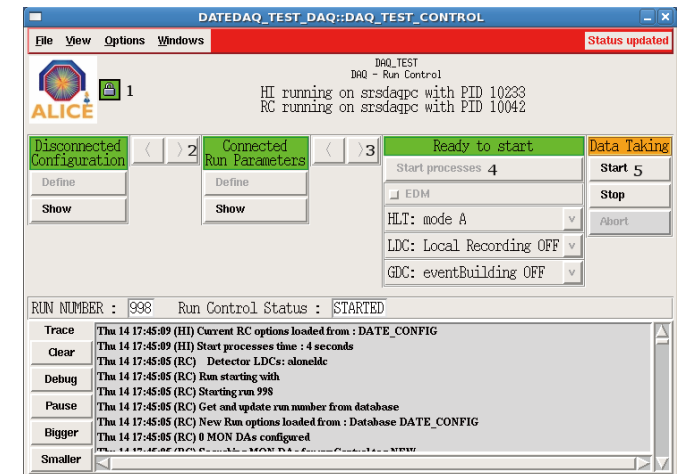 DATEDAQ_TEST_DAQ::DAQ_TEST_CONTROL
File View Options Windows
Status updated
DAQ_TEST
DAQ - Run Control
ALICE
1
HI running on srsdaqpc with PID 10233
RC running on srsdaqpc with PID 10042
Disconnected
Configuration
2
Connected
Run Parameters
3
Ready to start
Data Taking
Define
Define
Start processes 4
Start 5
Show
Show
EDM
Stop
HLT: mode A
Abort
LDC: Local Recording OFF
GDC: eventBuilding OFF
RUN NUMBER : 998 Run Control Status : STARTED
Trace
Clear
Debug
Pause
Bigger
Smaller
Thu 14 17:45:09 (HI) Current RC options loaded from : DATE_CONFIG
Thu 14 17:45:09 (HI) Start processes time : 4 seconds
Thu 14 17:45:05 (RC) Detector LDCs: aloneldc
Thu 14 17:45:05 (RC) Run starting with
Thu 14 17:45:05 (RC) Starting run 998
Thu 14 17:45:05 (RC) Get and update run number from database
Thu 14 17:45:05 (RC) New Run options loaded from : Database DATE_CONFIG
Thu 14 17:45:05 (RC) 0 MON DAs configured